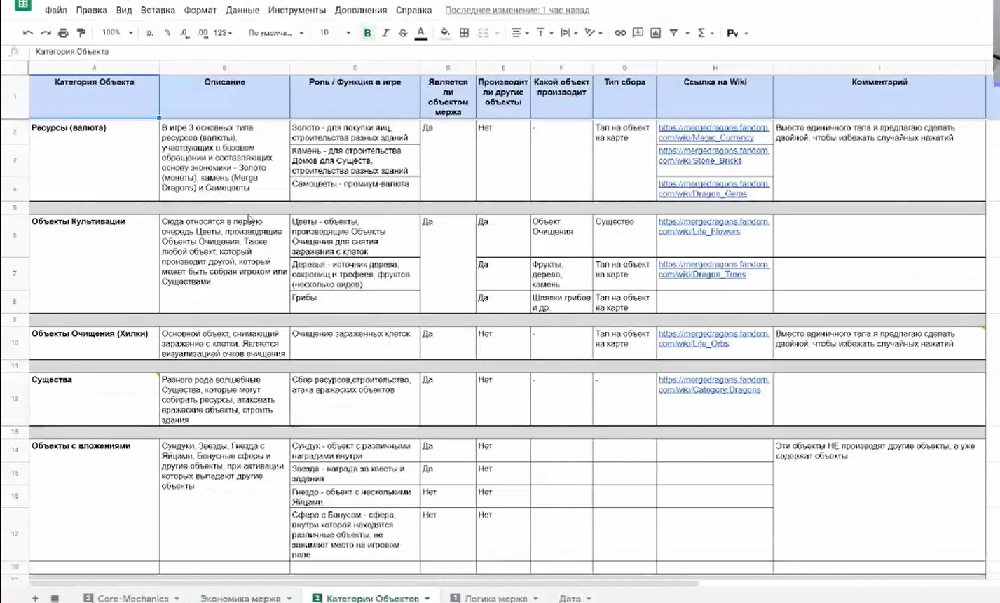 Файл Правка Вид Вставка Формат Данные Инструменты Дополнения Справка Последнее изменение: 1 час назад
100% р. % .0 .00 123 По умолча... 10 B I S A Σ Ру
fx Категория Объекта
A B C D E F G H I
1
Категория Объекта
Описание
Роль / Функция в игре
Является
ли
объектом
мержа
Производит
ли другие
объекты
Какой объект
производит
Тип сбора
Ссылка на Wiki
Комментарий
2
Ресурсы (валюта)
В игре 3 основных типа
ресурсов (валюты),
участвующих в базовом
обращении и составляющих
основу экономики - Золото
(монеты), камень (Merge
Dragons) и Самоцветы
Золото - для покупки яиц,
строительства разных зданий
Да
Нет
-
Тап на объект
на карте
https://mergedragons.fandom.
com/wiki/Magic_Currency
Вместо единичного тапа я предлагаю сделать
двойной, чтобы избежать случайных нажатий
3
Камень - для строительства
Домов для Существ,
строительства разных зданий
https://mergedragons.fandom.
com/wiki/Stone_Bricks
4
Самоцветы - премиум-валюта
https://mergedragons.fandom.
com/wiki/Dragon_Gems
5
6
Объекты Культивации
Сюда относятся в первую
очередь Цветы, производящие
Объекты Очищения. Также
любой объект, который
производит другой, который
может быть собран игроком или
Существами
Цветы - объекты,
производящие Объекты
Очищения для снятия
заражения с клеток
Да
Да
Объект
Очищения
Существо
https://mergedragons.fandom.
com/wiki/Life_Flowers
7
Деревья - источник дерева,
сокровищ и трофеев, фруктов
(несколько видов)
Да
Фрукты,
дерево,
камень
Тап на объект
на карте
https://mergedragons.fandom.
com/wiki/Dragon_Trees
8
Грибы
Да
Шляпки грибов
и др.
Тап на объект
на карте
9
10
Объекты Очищения (Хилки)
Основной объект, снимающий
заражение с клетки. Является
визуализацией очков очищения
Очищение зараженных клеток
Да
Нет
-
Тап на объект
на карте
https://mergedragons.fandom.
com/wiki/Life_Orbs
Вместо единичного тапа я предлагаю сделать
двойной, чтобы избежать случайных нажатий
11
12
Существа
Разного рода волшебные
Существа, которые могут
собирать ресурсы, атаковать
вражеские объекты, строить
здания
Сбор ресурсов,строительство,
атака вражеских объектов
Да
Нет
-
-
https://mergedragons.fandom.
com/wiki/Category:Dragons
13
14
Объекты с вложениями
Сундуки, Звезды, Гнезда с
Яйцами, Бонусные сферы и
другие объекты, при активации
которых выпадают другие
объекты
Сундук - объект с различными
наградами внутри
Да
Нет
Эти объекты НЕ производят другие объекты, а уже
содержат объекты
15
Звезда - награда за квесты и
задания
Да
Нет
16
Гнездо - объект с несколькими
Яйцами
Нет
Нет
17
Сфера с Бонусом - сфера,
внутри которой находятся
различные объекты, не
занимает место на игровом
поле
Нет
Нет
18
+ 2 Core-Mechanics Экономика мержа 2 Категории Объектов 1 Логика мержа Дата